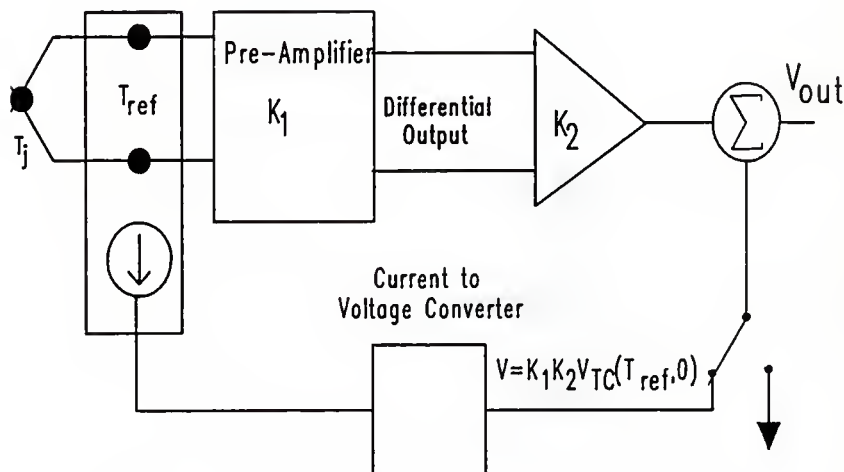 Pre-Amplifier
K1
Tref
Tj
Differential
Output
K2
Σ
Vout
Current to
Voltage Converter
V=K1K2VTC(Tref,0)